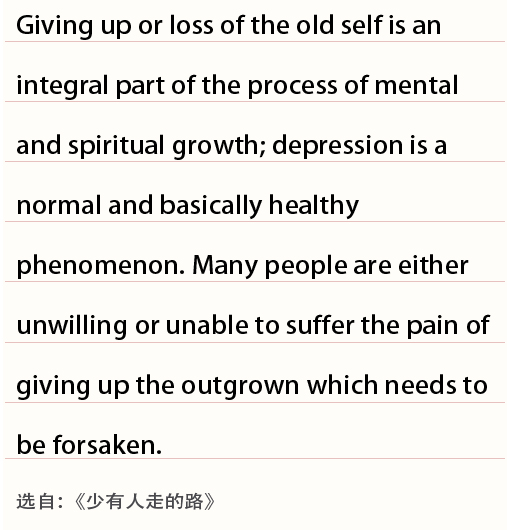 Giving up or loss of the old self is an
integral part of the process of mental
and spiritual growth; depression is a
normal and basically healthy
phenomenon. Many people are either
unwilling or unable to suffer the pain of
giving up the outgrown which needs to
be forsaken.
选自:《少有人走的路》